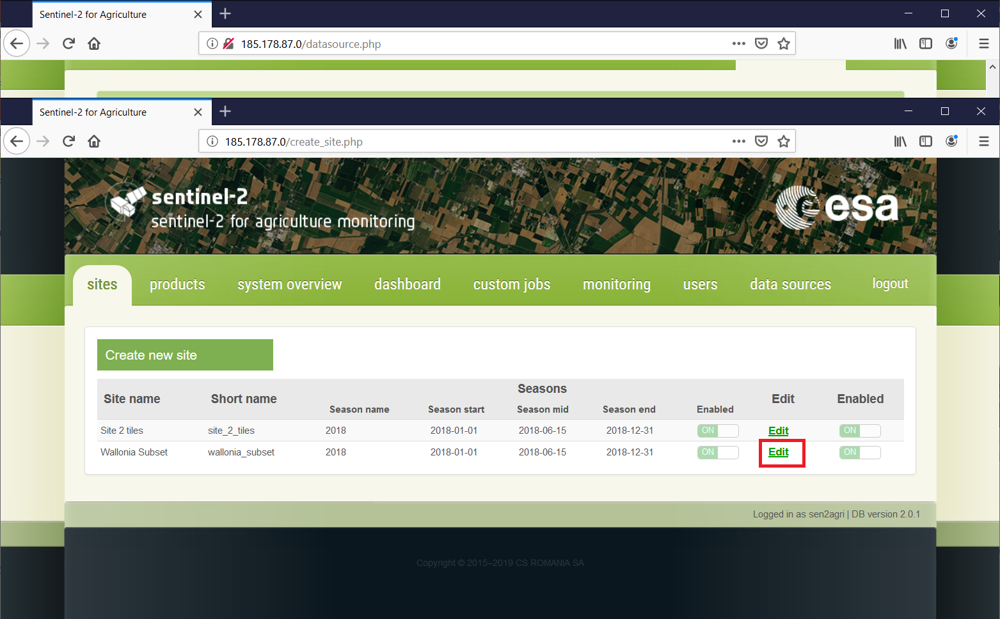 Sentinel-2 for Agriculture
185.178.87.0/datasource.php
Sentinel-2 for Agriculture
185.178.87.0/create_site.php
sentinel-2
sentinel-2 for agriculture monitoring
esa
sites products system overview dashboard custom jobs monitoring users data sources logout
Create new site
Seasons
Site name Short name Edit Enabled
Season name Season start Season mid Season end Enabled
Site 2 tiles site_2_tiles 2018 2018-01-01 2018-06-15 2018-12-31 ON Edit ON
Wallonia Subset wallonia_subset 2018 2018-01-01 2018-06-15 2018-12-31 ON Edit ON
Logged in as sen2agri | DB version 2.0.1
Copyright © 2015–2019 CS ROMANIA SA